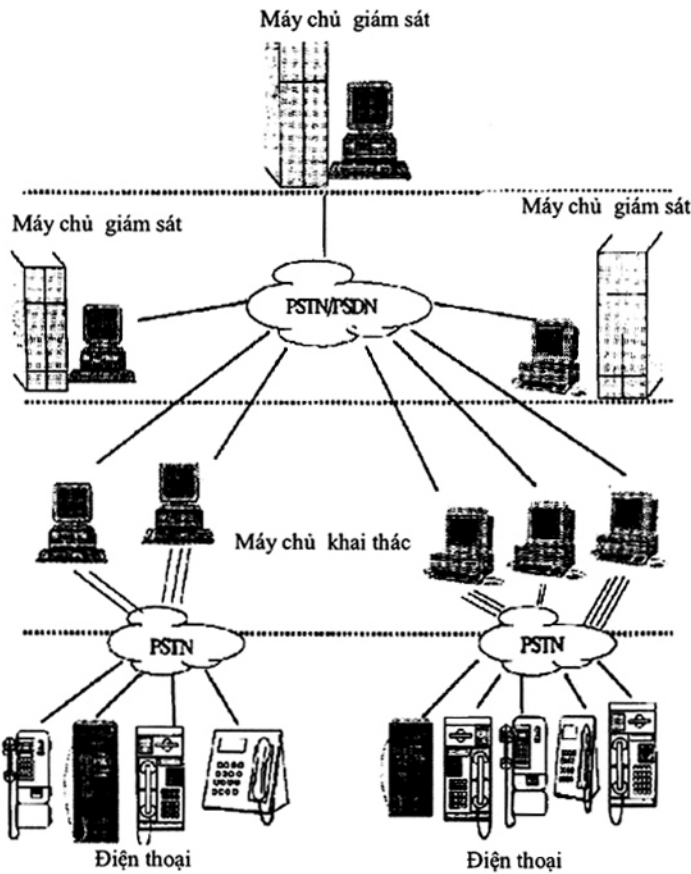 Máy chủ giám sát
Máy chủ giám sát
Máy chủ giám sát
PSTN/PSDN
Máy chủ khai thác
PSTN
PSTN
Điện thoại
Điện thoại